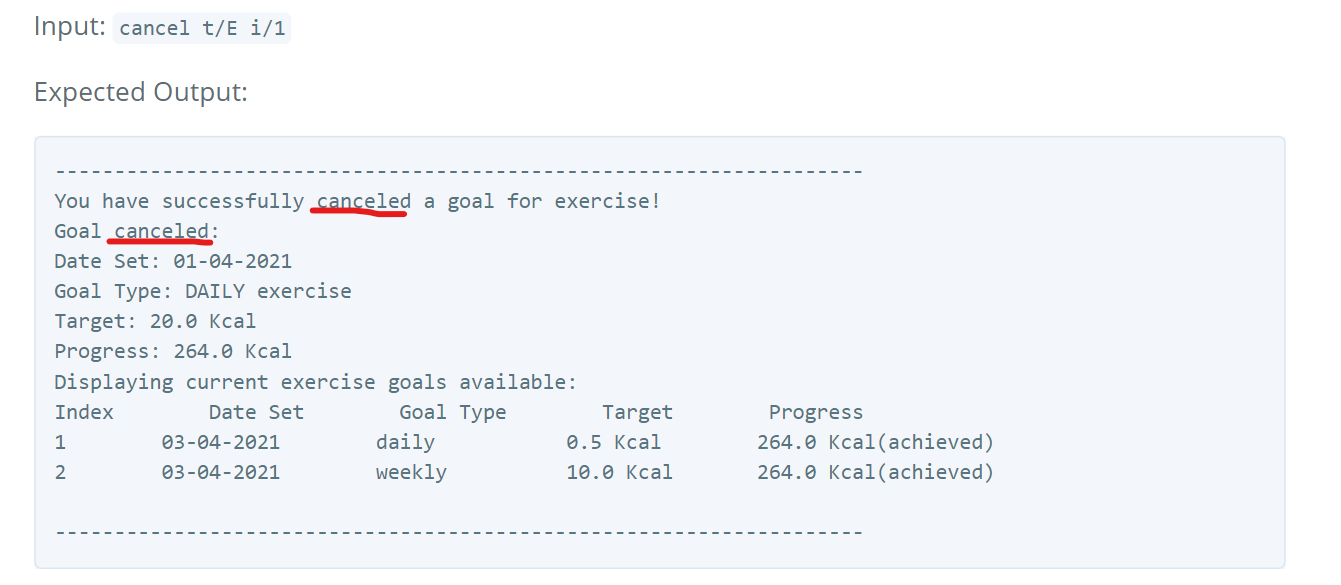 Input: cancel t/E i/1
Expected Output:
--------------------------------------------------------------------
You have successfully canceled a goal for exercise!
Goal canceled:
Date Set: 01-04-2021
Goal Type: DAILY exercise
Target: 20.0 Kcal
Progress: 264.0 Kcal
Displaying current exercise goals available:
Index        Date Set        Goal Type        Target        Progress
1        03-04-2021        daily           0.5 Kcal        264.0 Kcal(achieved)
2        03-04-2021        weekly          10.0 Kcal       264.0 Kcal(achieved)
--------------------------------------------------------------------